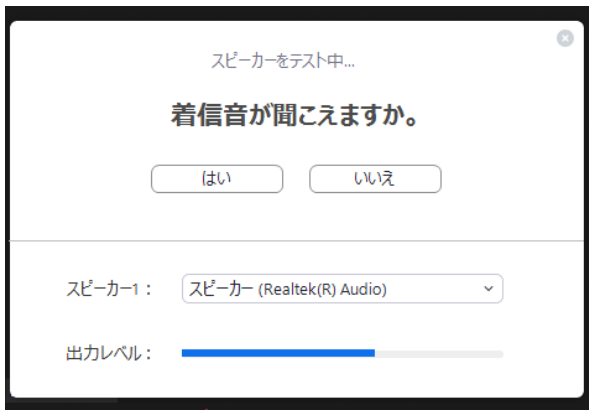 スピーカーをテスト中...
着信音が聞こえますか。
はい いいえ
スピーカー1： スピーカー (Realtek(R) Audio)
出力レベル：